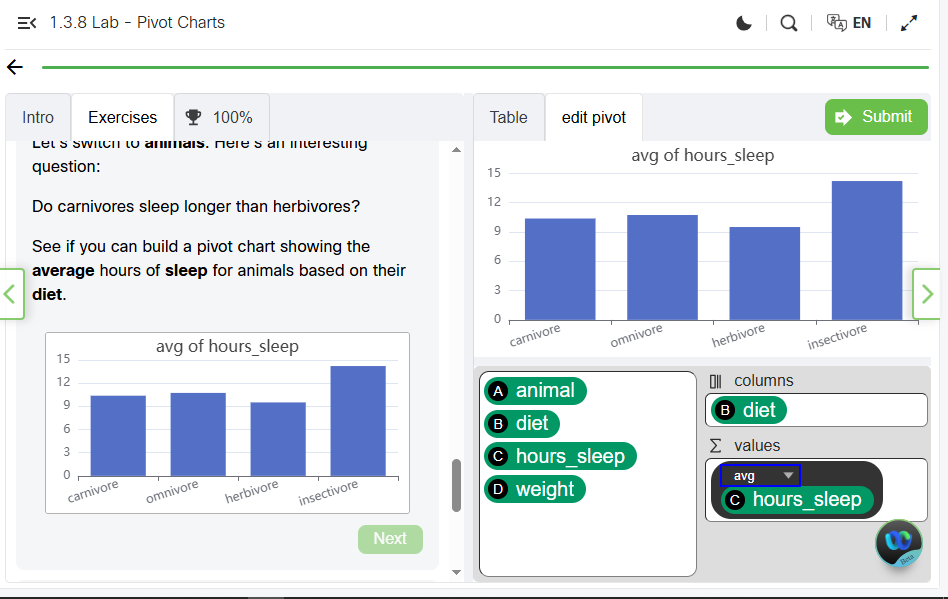 1.3.8 Lab - Pivot Charts
EN
Intro
Exercises
100%
Let's switch to animals. Here's an interesting
question:
Do carnivores sleep longer than herbivores?
See if you can build a pivot chart showing the
average hours of sleep for animals based on their
diet.
avg of hours_sleep
15
12
9
6
3
0
carnivore
omnivore
herbivore
insectivore
Next
Table
edit pivot
Submit
avg of hours_sleep
15
12
9
6
3
0
carnivore
omnivore
herbivore
insectivore
A animal
B diet
C hours_sleep
D weight
columns
B diet
Σ values
avg
C hours_sleep
Beta